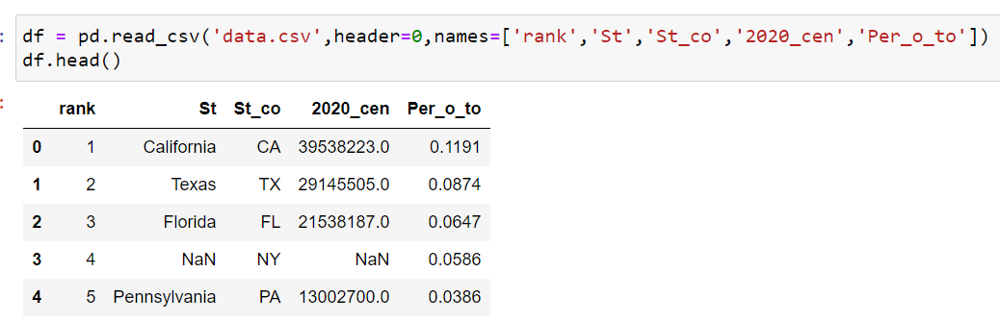 : df = pd.read_csv('data.csv',header=0,names=['rank','St','St_co','2020_cen','Per_o_to'])
df.head()
:
rank St St_co 2020_cen Per_o_to
0 1 California CA 39538223.0 0.1191
1 2 Texas TX 29145505.0 0.0874
2 3 Florida FL 21538187.0 0.0647
3 4 NaN NY NaN 0.0586
4 5 Pennsylvania PA 13002700.0 0.0386